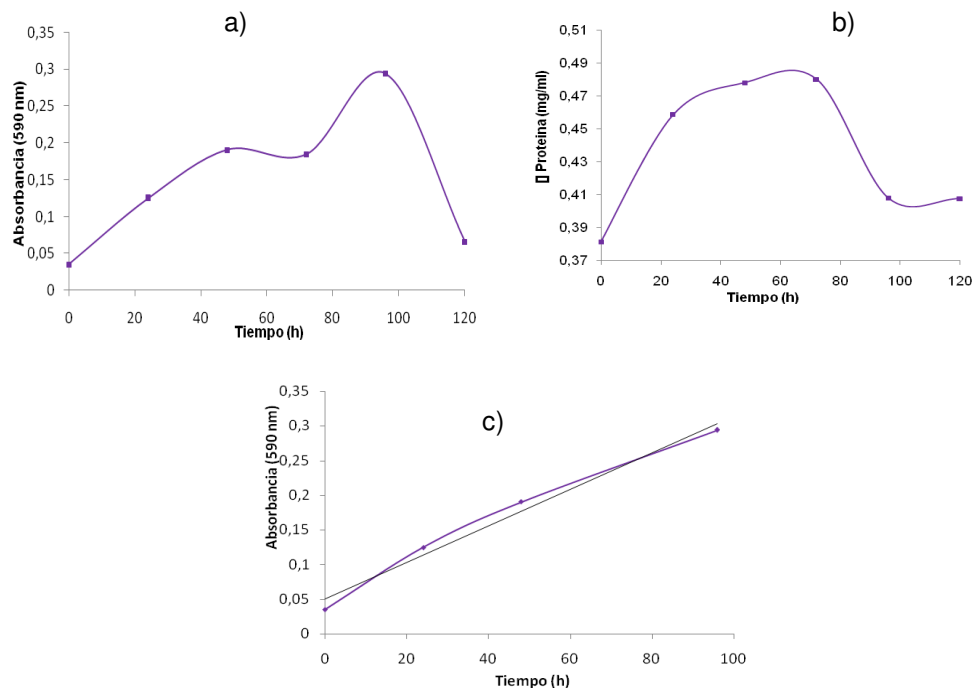 a)
Absorbancia (590 nm)
0,35
0,3
0,25
0,2
0,15
0,1
0,05
0
0 20 40 60 80 100 120
Tiempo (h)
b)
[] Proteina (mg/ml)
0,51
0,49
0,47
0,45
0,43
0,41
0,39
0,37
0 20 40 60 80 100 120
Tiempo (h)
c)
Absorbancia (590 nm)
0,35
0,3
0,25
0,2
0,15
0,1
0,05
0
0 20 40 60 80 100
Tiempo (h)